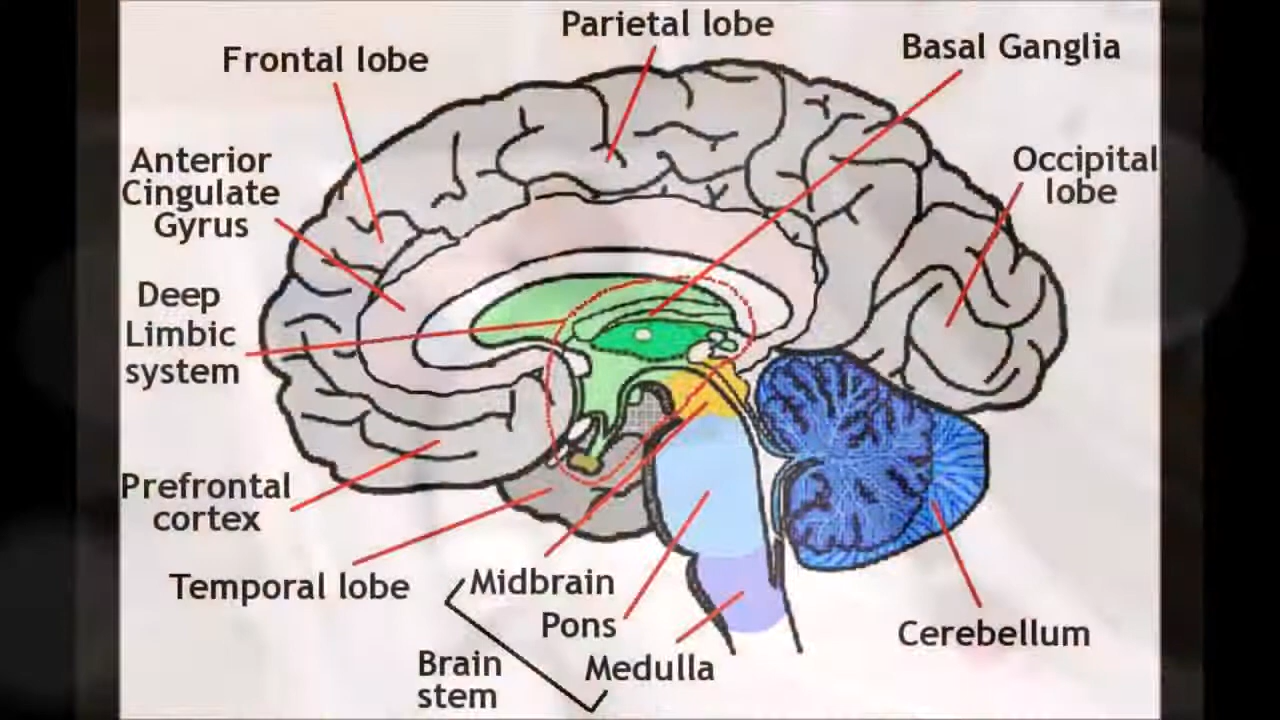 Parietal lobe
Frontal lobe
Basal Ganglia
Anterior
Cingulate
Gyrus
Occipital
lobe
Deep
Limbic
system
Prefrontal
cortex
Temporal lobe
Midbrain
Pons
Medulla
Brain
stem
Cerebellum